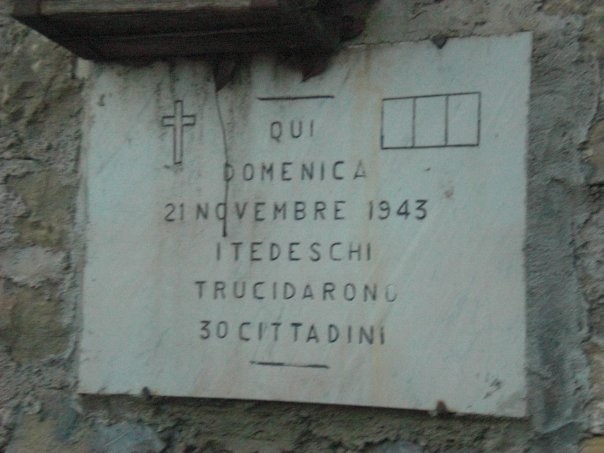 QUI
DOMENICA
21 NOVEMBRE 1943
I TEDESCHI
TRUCIDARONO
30 CITTADINI